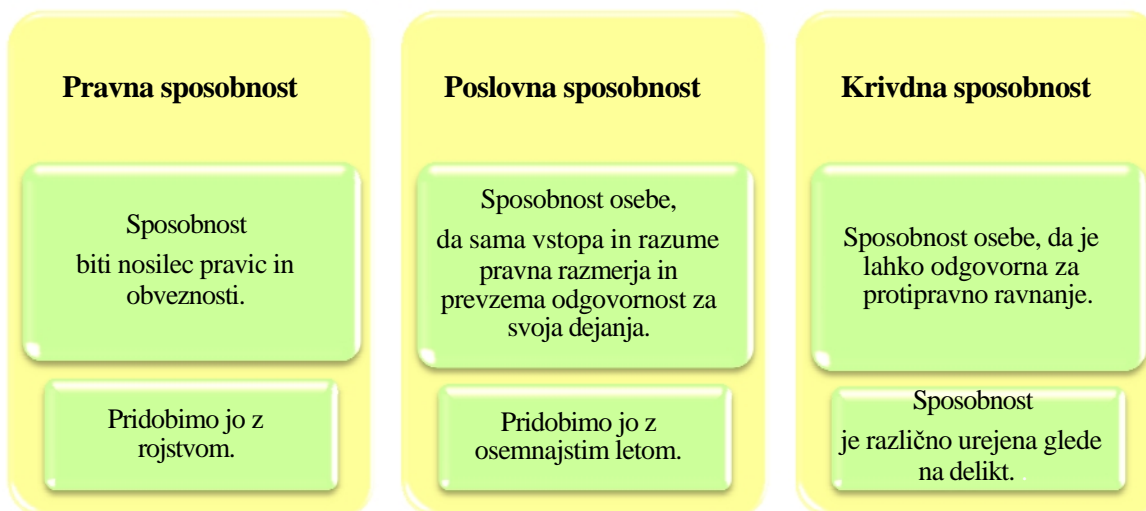 Pravna sposobnost
Sposobnost
biti nosilec pravic in
obveznosti.
Pridobimo jo z
rojstvom.
Poslovna sposobnost
Sposobnost osebe,
da sama vstopa in razume
pravna razmerja in
prevzema odgovornost za
svoja dejanja.
Pridobimo jo z
osemnajstim letom.
Krivdna sposobnost
Sposobnost osebe, da je
lahko odgovorna za
protipravno ravnanje.
Sposobnost
je različno urejena glede
na delikt.